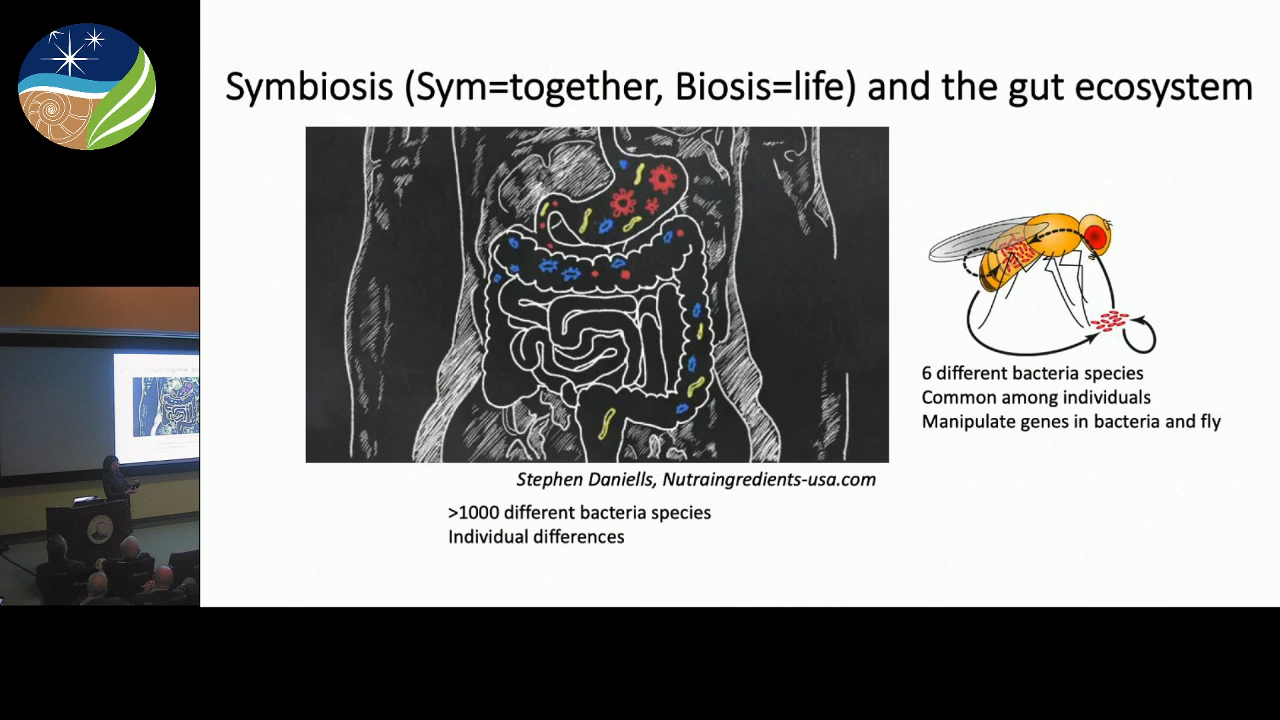 Symbiosis (Sym=together, Biosis=life) and the gut ecosystem
Stephen Daniells, Nutraingredients-usa.com
>1000 different bacteria species
Individual differences
6 different bacteria species
Common among individuals
Manipulate genes in bacteria and fly